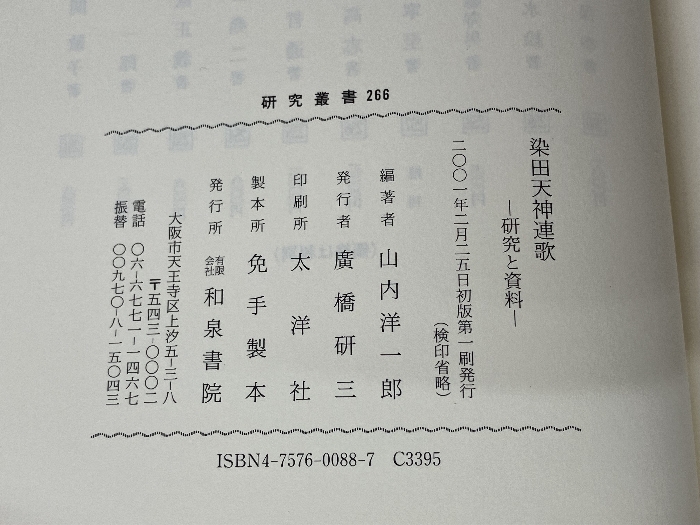 研究叢書 266
染田天神連歌
―研究と資料―
二〇〇一年二月二五日初版第一刷発行
（検印省略）
編著者 山内洋一郎
発行者 廣橋研三
印刷所 太洋社
製本所 免手製本
発行所 有限会社 和泉書院
大阪市天王寺区上汐五－三－八
〒五四三－〇〇〇二
電話 〇六－六七七一－一四六七
振替 〇〇九七〇－八－一五〇四三
ISBN4-7576-0088-7 C3395